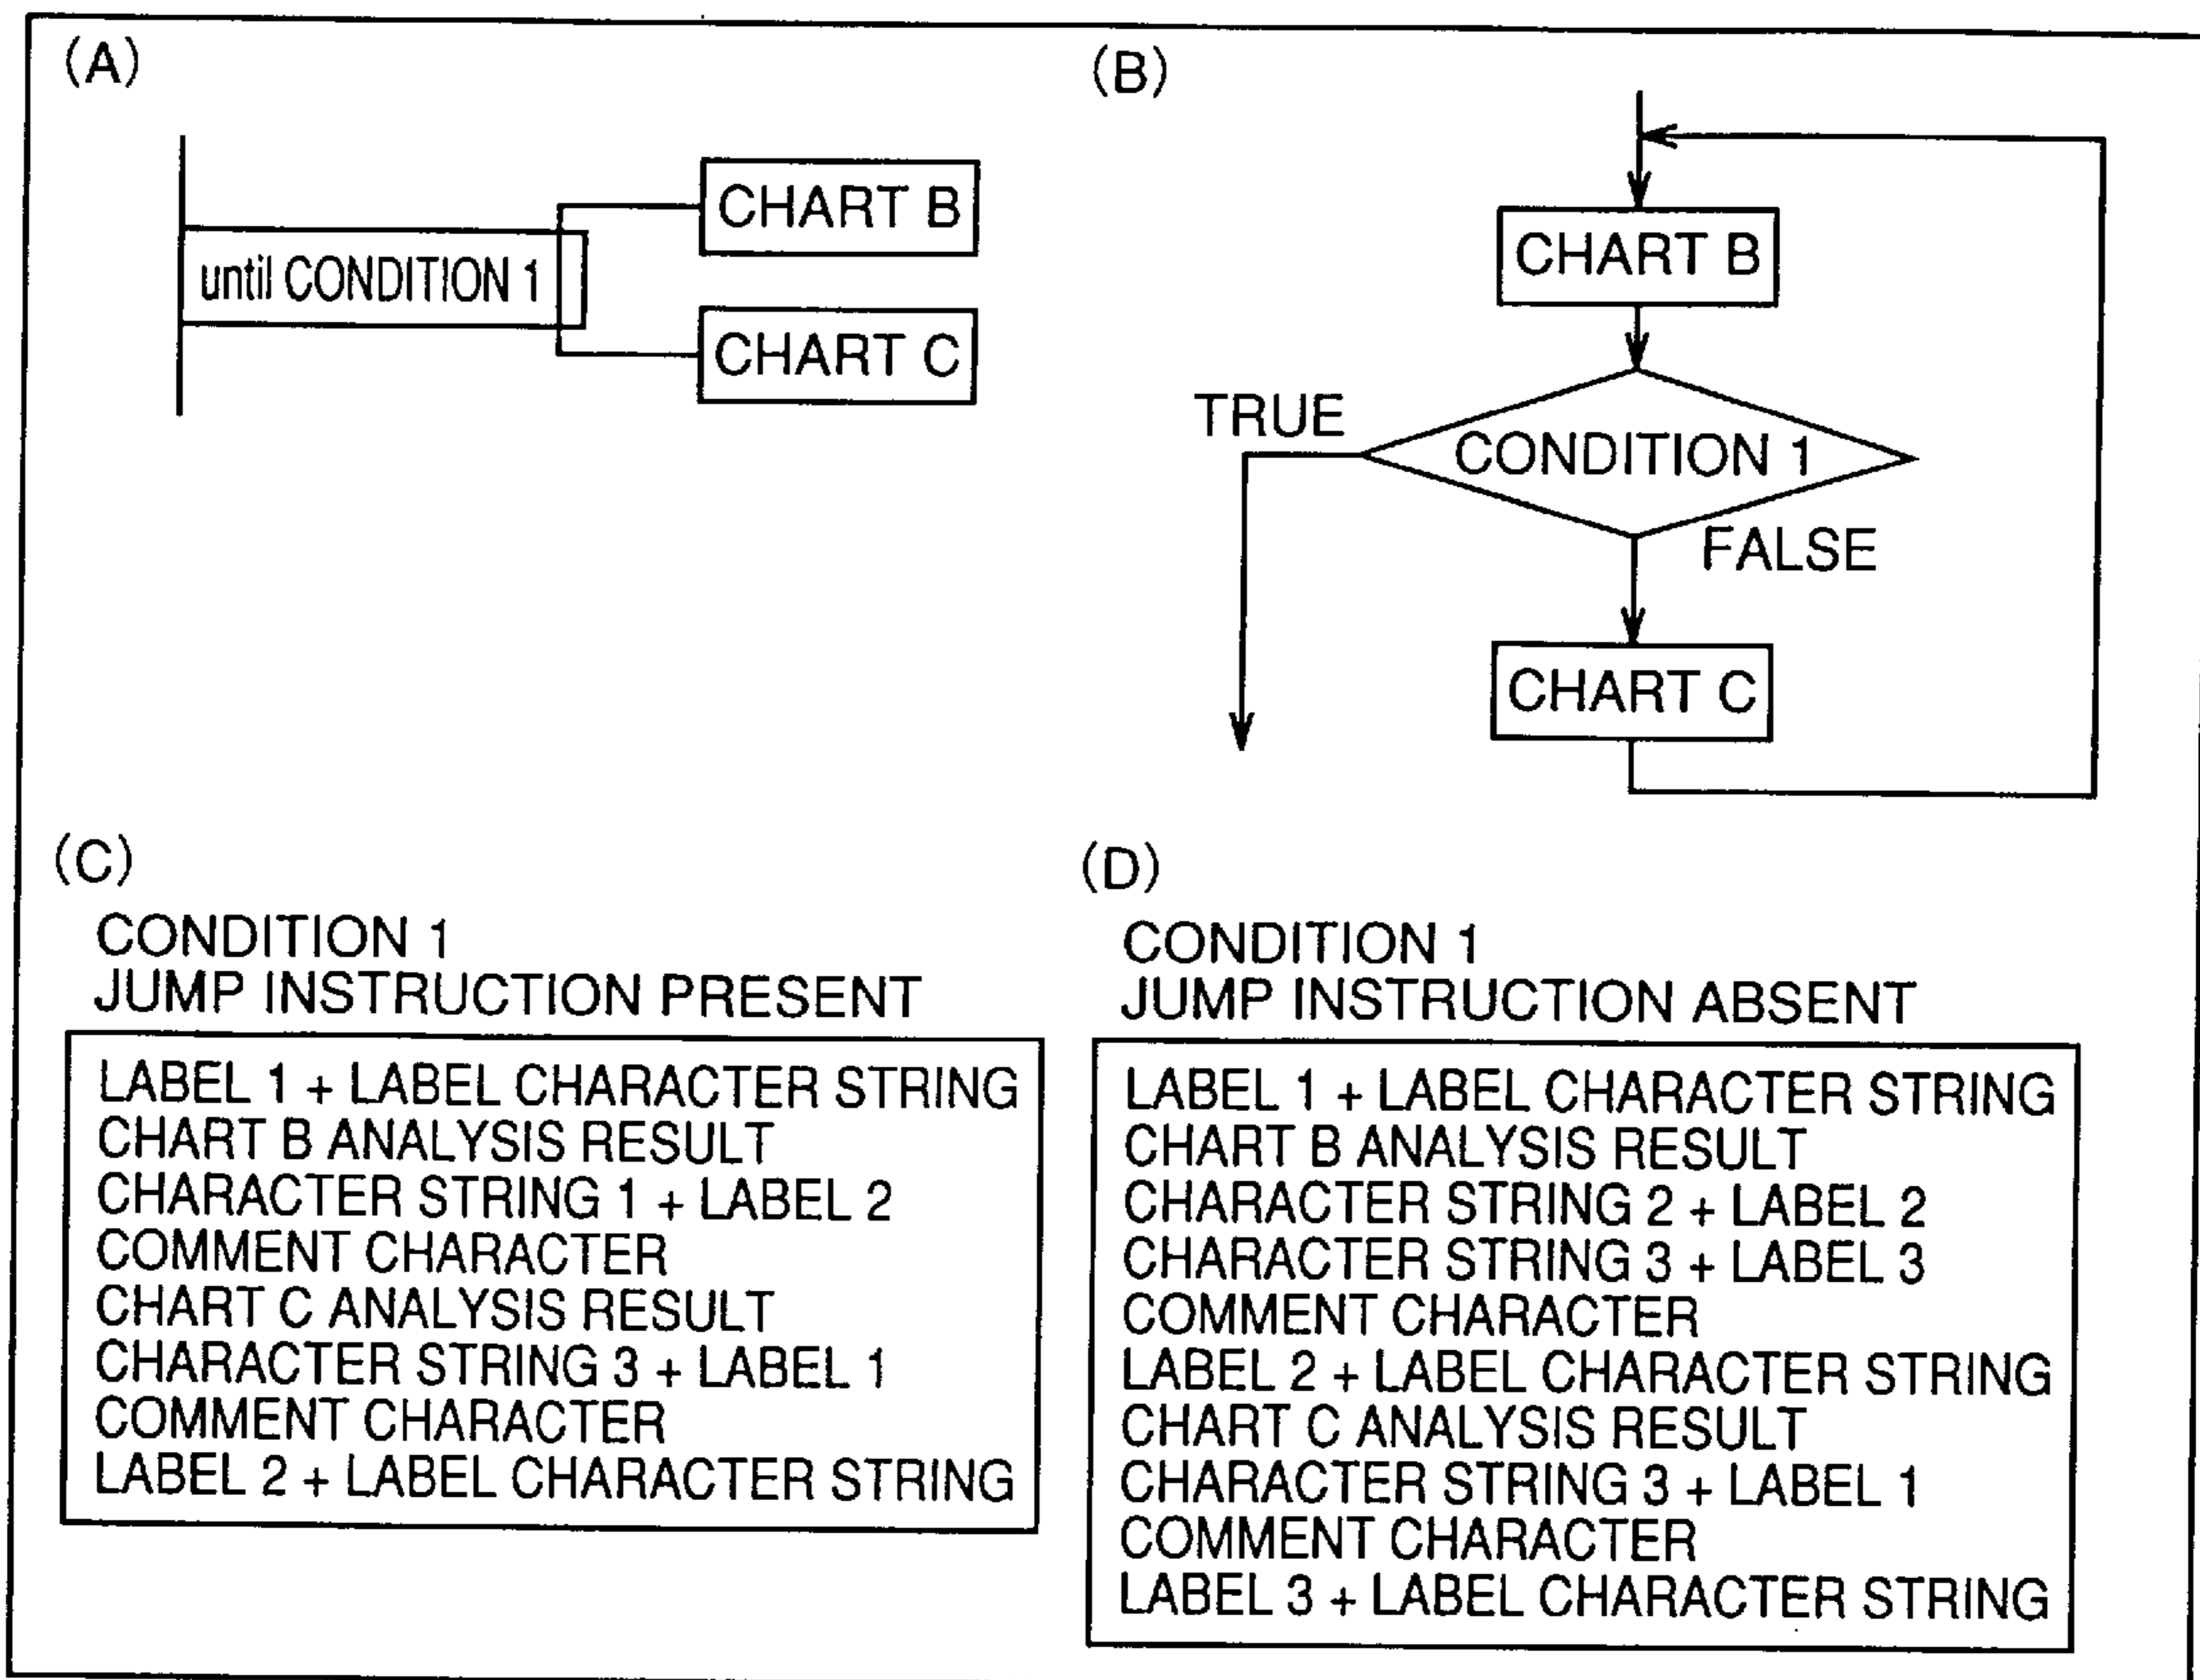 (A)
CHART B
until CONDITION 1
CHART C
(B)
CHART B
TRUE
CONDITION 1
FALSE
CHART C
(C)
CONDITION 1
JUMP INSTRUCTION PRESENT
LABEL 1 + LABEL CHARACTER STRING
CHART B ANALYSIS RESULT
CHARACTER STRING 1 + LABEL 2
COMMENT CHARACTER
CHART C ANALYSIS RESULT
CHARACTER STRING 3 + LABEL 1
COMMENT CHARACTER
LABEL 2 + LABEL CHARACTER STRING
(D)
CONDITION 1
JUMP INSTRUCTION ABSENT
LABEL 1 + LABEL CHARACTER STRING
CHART B ANALYSIS RESULT
CHARACTER STRING 2 + LABEL 2
CHARACTER STRING 3 + LABEL 3
COMMENT CHARACTER
LABEL 2 + LABEL CHARACTER STRING
CHART C ANALYSIS RESULT
CHARACTER STRING 3 + LABEL 1
COMMENT CHARACTER
LABEL 3 + LABEL CHARACTER STRING